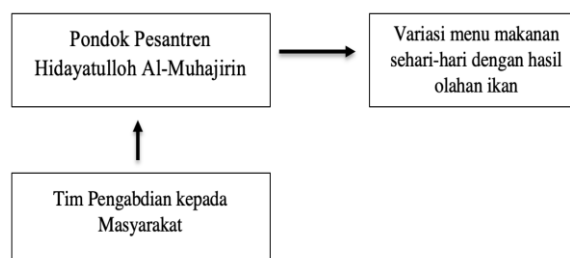 Pondok Pesantren
Hidayatulloh Al-Muhajirin
Variasi menu makanan
sehari-hari dengan hasil
olahan ikan
Tim Pengabdian kepada
Masyarakat